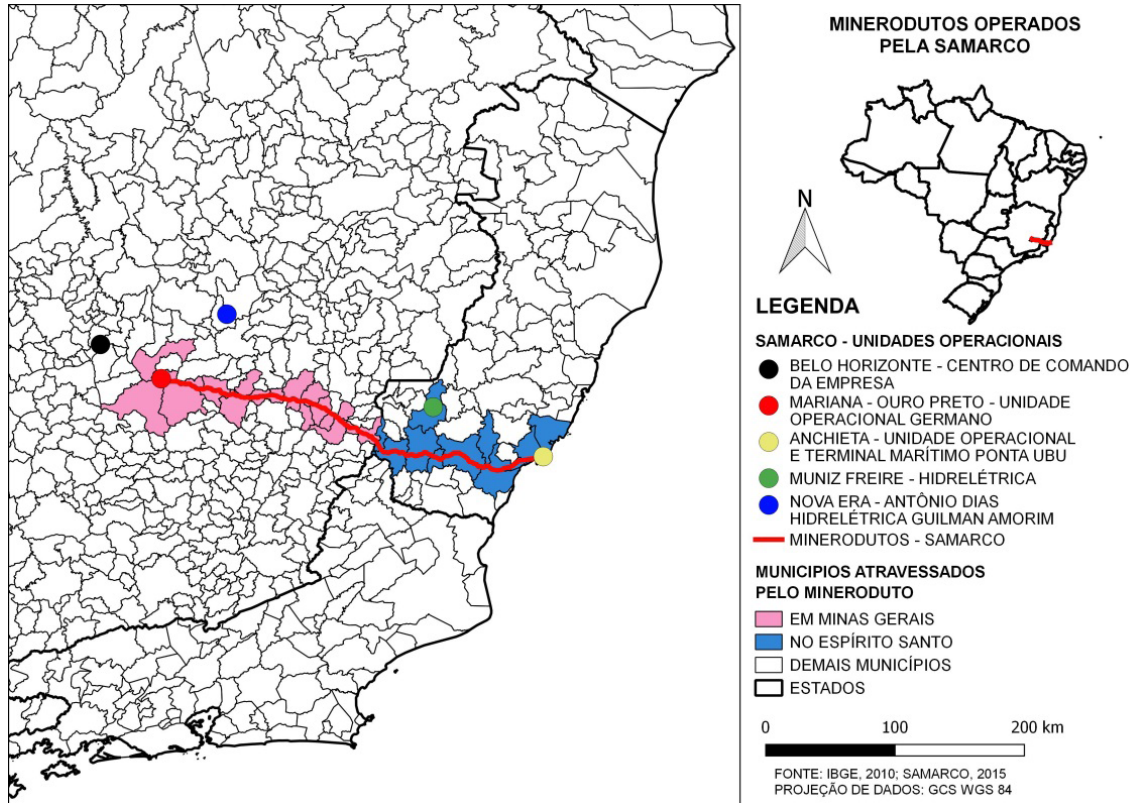 MINERODUTOS OPERADOS
PELA SAMARCO
N
LEGENDA
SAMARCO - UNIDADES OPERACIONAIS
BELO HORIZONTE - CENTRO DE COMANDO
DA EMPRESA
MARIANA - OURO PRETO - UNIDADE
OPERACIONAL GERMANO
ANCHIETA - UNIDADE OPERACIONAL
E TERMINAL MARÍTIMO PONTA UBU
MUNIZ FREIRE - HIDRELÉTRICA
NOVA ERA - ANTÔNIO DIAS
HIDRELÉTRICA GUILMAN AMORIM
MINERODUTOS - SAMARCO
MUNICIPIOS ATRAVESSADOS
PELO MINERODUTO
EM MINAS GERAIS
NO ESPÍRITO SANTO
DEMAIS MUNICÍPIOS
ESTADOS
0 100 200 km
FONTE: IBGE, 2010; SAMARCO, 2015
PROJEÇÃO DE DADOS: GCS WGS 84